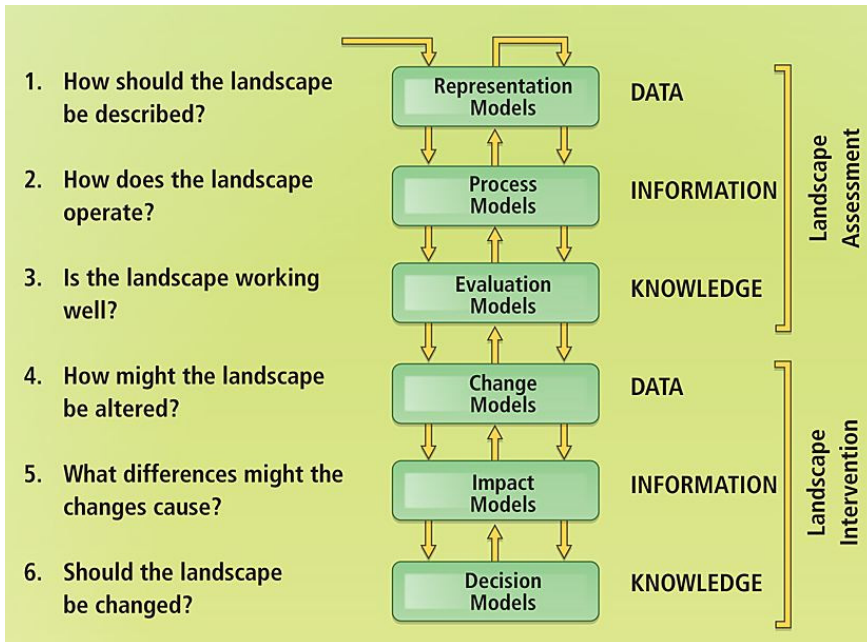 1. How should the landscape
be described?
Representation
Models
DATA
2. How does the landscape
operate?
Process
Models
INFORMATION
3. Is the landscape working
well?
Evaluation
Models
KNOWLEDGE
Landscape
Assessment
4. How might the landscape
be altered?
Change
Models
DATA
5. What differences might the
changes cause?
Impact
Models
INFORMATION
6. Should the landscape
be changed?
Decision
Models
KNOWLEDGE
Landscape
Intervention